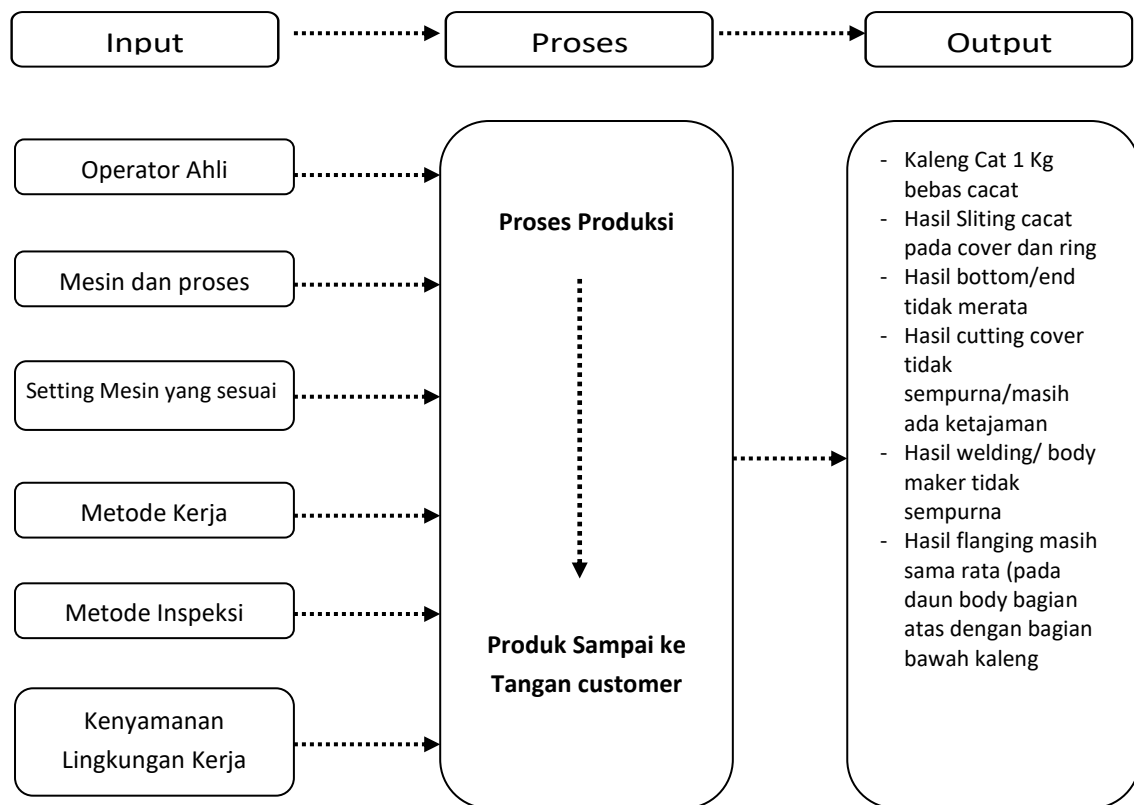 Input
Proses
Output
Operator Ahli
Mesin dan proses
Setting Mesin yang sesuai
Metode Kerja
Metode Inspeksi
Kenyamanan
Lingkungan Kerja
Proses Produksi
Produk Sampai ke
Tangan customer
- Kaleng Cat 1 Kg
bebas cacat
- Hasil Sliting cacat
pada cover dan ring
- Hasil bottom/end
tidak merata
- Hasil cutting cover
tidak
sempurna/masih
ada ketajaman
- Hasil welding/ body
maker tidak
sempurna
- Hasil flanging masih
sama rata (pada
daun body bagian
atas dengan bagian
bawah kaleng